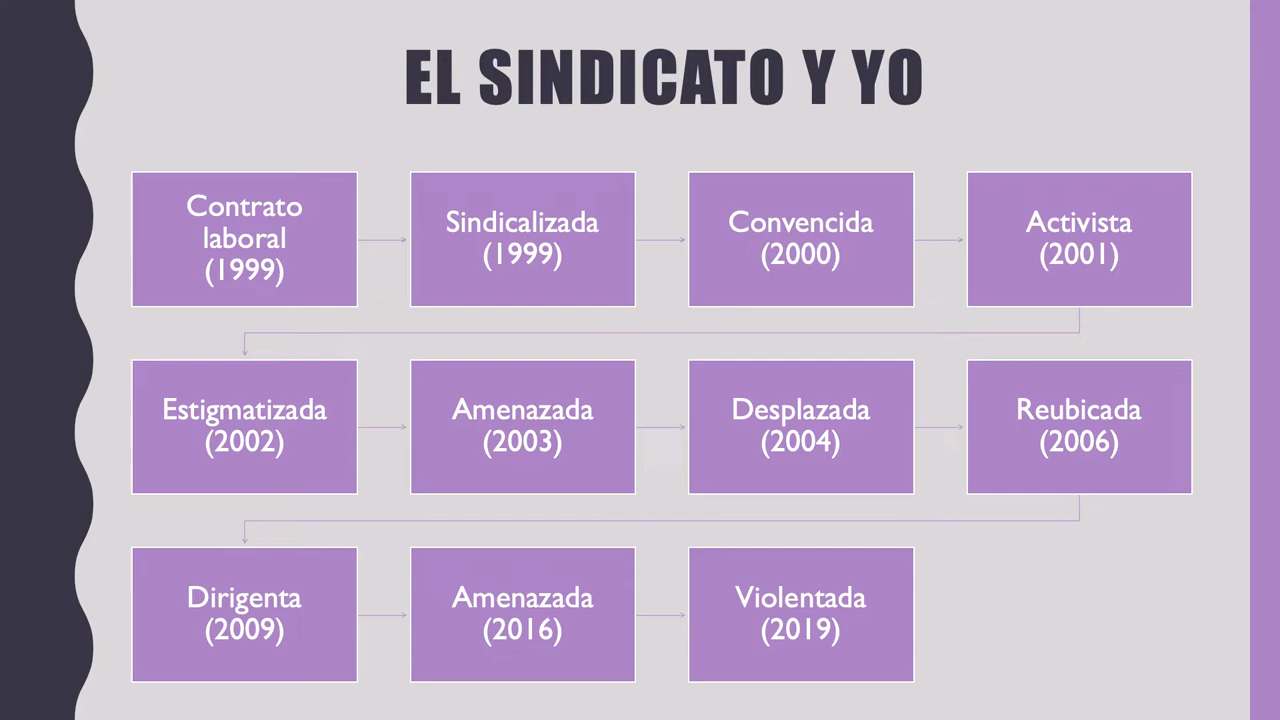 EL SINDICATO Y YO
Contrato
laboral
(1999)
Sindicalizada
(1999)
Convencida
(2000)
Activista
(2001)
Estigmatizada
(2002)
Amenazada
(2003)
Desplazada
(2004)
Reubicada
(2006)
Dirigenta
(2009)
Amenazada
(2016)
Violentada
(2019)